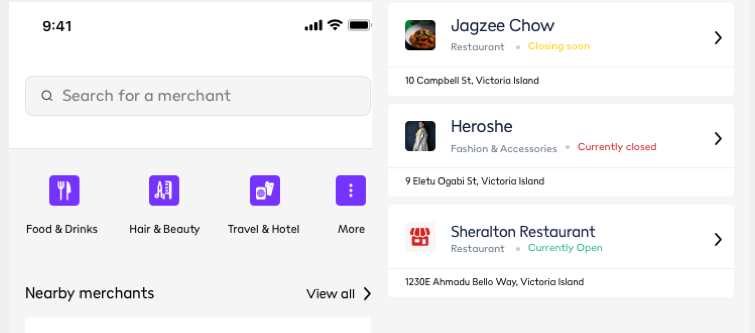 9:41
Search for a merchant
Food & Drinks
Hair & Beauty
Travel & Hotel
More
Nearby merchants
View all
Jagzee Chow
Restaurant • Closing soon
10 Campbell St, Victoria Island
Heroshe
Fashion & Accessories • Currently closed
9 Eletu Ogabi St, Victoria Island
Sheralton Restaurant
Restaurant • Currently Open
1230E Ahmadu Bello Way, Victoria Island